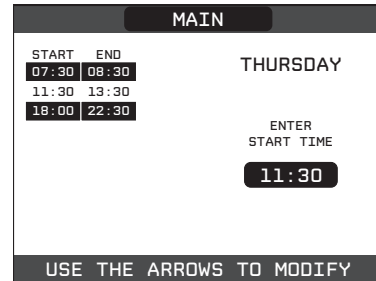 MAIN
START END
07:30 08:30
11:30 13:30
18:00 22:30
THURSDAY
ENTER
START TIME
11:30
USE THE ARROWS TO MODIFY